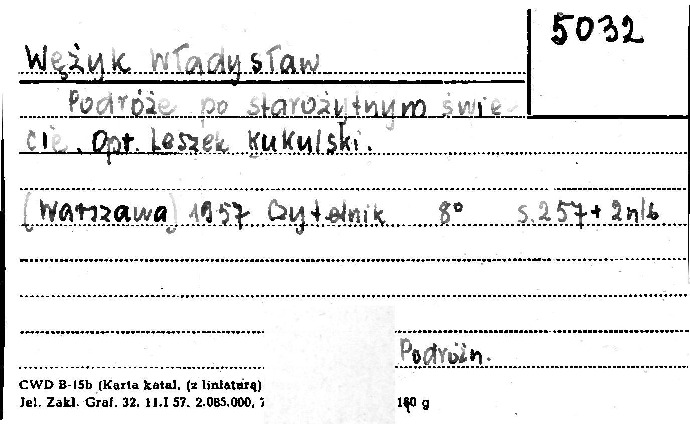 5032
Wężyk Władysław
Podróże po starożytnym świe-
cie. Opr. Leszek Kukulski.
[Warszawa] 1957 Czytelnik 8° s. 257 + 2 nlb
Podróżn.
CWD B-15b (Karta katal. (z liniaturą)
Jel. Zakl. Graf. 32. 11.I 57. 2.085.000, 160 g